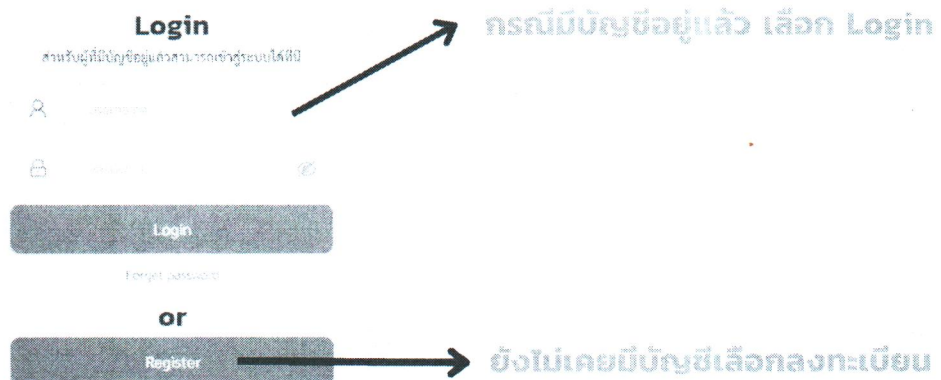 Login
กรณีมีบัญชีอยู่แล้ว เลือก Login
สำหรับผู้ที่มีบัญชีอยู่แล้วสามารถเข้าสู่ระบบได้ที่นี่
Login
Forget password
or
Register
ยังไม่เคยมีบัญชีเลือกลงทะเบียน